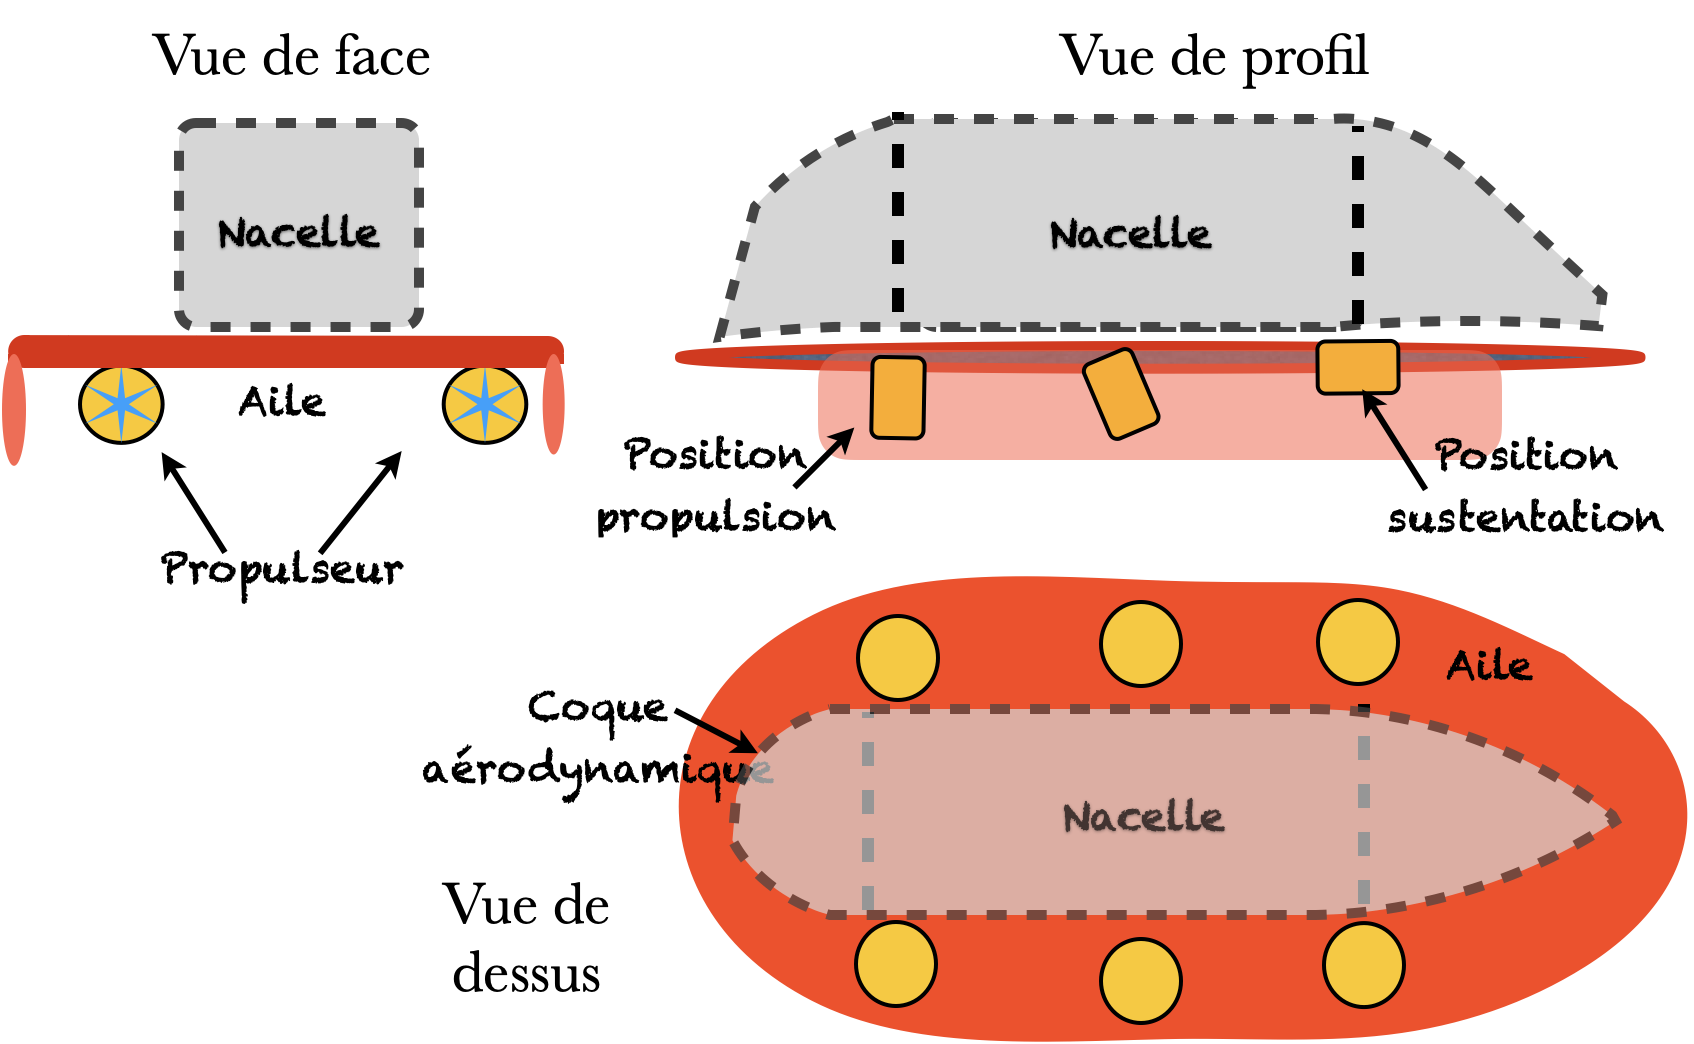 Vue de face
Nacelle
Aile
Propulseur
Vue de profil
Nacelle
Position
propulsion
Position
sustentation
Aile
Coque
aérodynamique
Nacelle
Vue de
dessus